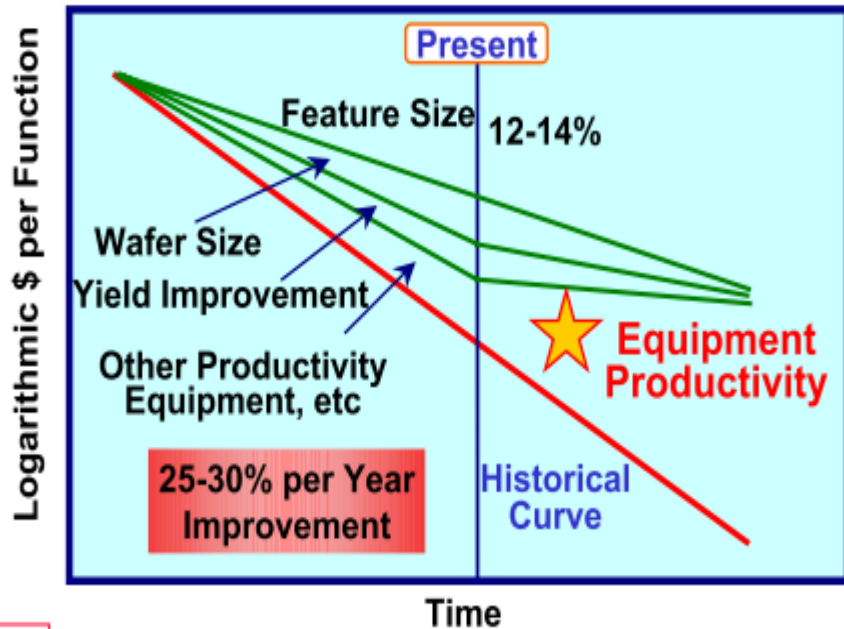 Logarithmic $ per Function
Present
Feature Size
12-14%
Wafer Size
Yield Improvement
Other Productivity
Equipment, etc
Equipment
Productivity
25-30% per Year
Improvement
Historical
Curve
Time